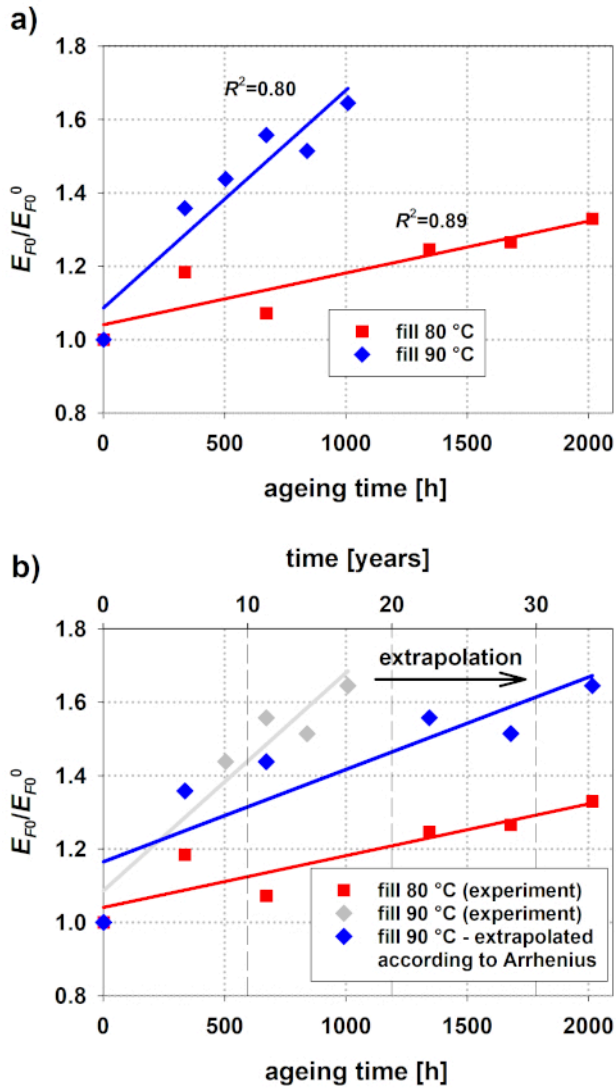 a)
1.8
1.6
1.4
1.2
1.0
0.8
E_F0/E_F0^0
R²=0.80
R²=0.89
fill 80 °C
fill 90 °C
0 500 1000 1500 2000
ageing time [h]
b)
time [years]
0 10 20 30
1.8
1.6
1.4
1.2
1.0
0.8
E_F0/E_F0^0
extrapolation
fill 80 °C (experiment)
fill 90 °C (experiment)
fill 90 °C - extrapolated
according to Arrhenius
0 500 1000 1500 2000
ageing time [h]